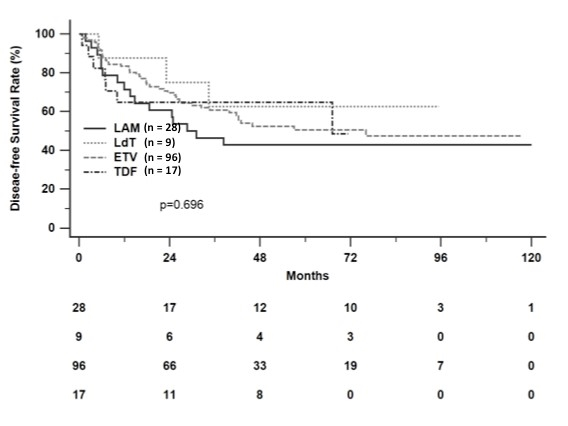 Diseae-free Survival Rate (%)
100
80
60
40
20
0
LAM (n = 28)
LdT (n = 9)
ETV (n = 96)
TDF (n = 17)
p=0.696
0 24 48 72 96 120
Months
28 17 12 10 3 1
9 6 4 3 0 0
96 66 33 19 7 0
17 11 8 0 0 0